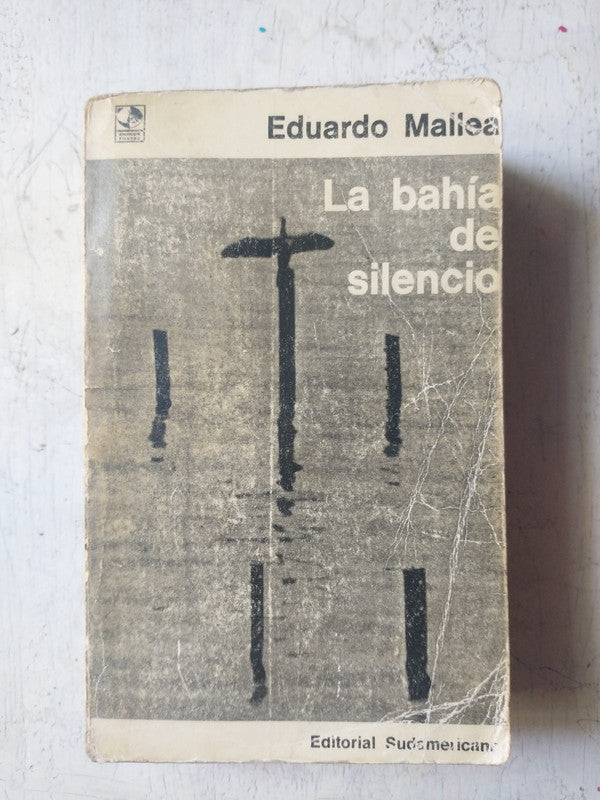 Eduardo Mallea
La bahía
de
silencio
Editorial Sudamericana